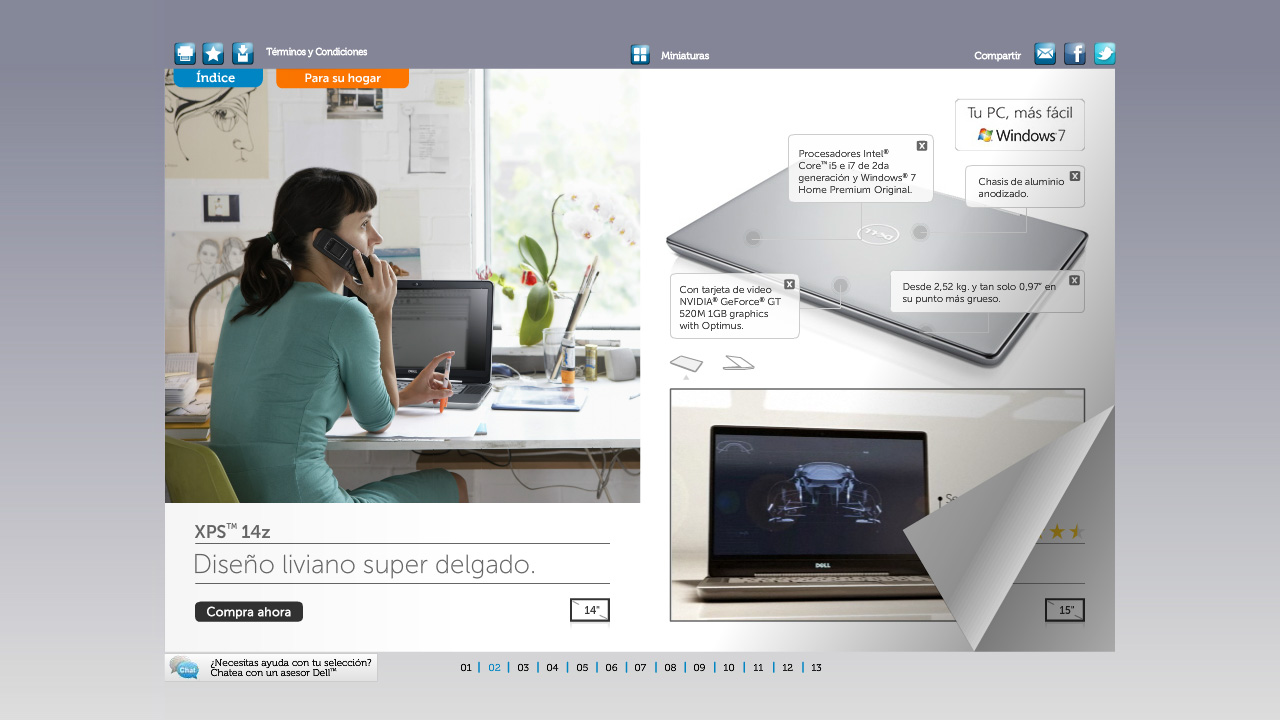 Términos y Condiciones
Miniaturas
Compartir
Índice
Para su hogar
Tu PC, más fácil
Windows 7
Procesadores Intel®
Core™ i5 e i7 de 2da
generación y Windows® 7
Home Premium Original.
Chasis de aluminio
anodizado.
DELL
Con tarjeta de video
NVIDIA® GeForce® GT
520M 1GB graphics
with Optimus.
Desde 2,52 kg. y tan solo 0,97" en
su punto más grueso.
DELL
DELL
XPS™ 14z
Diseño liviano super delgado.
Compra ahora
14"
15"
Chat
¿Necesitas ayuda con tu selección?
Chatea con un asesor Dell™
01 | 02 | 03 | 04 | 05 | 06 | 07 | 08 | 09 | 10 | 11 | 12 | 13